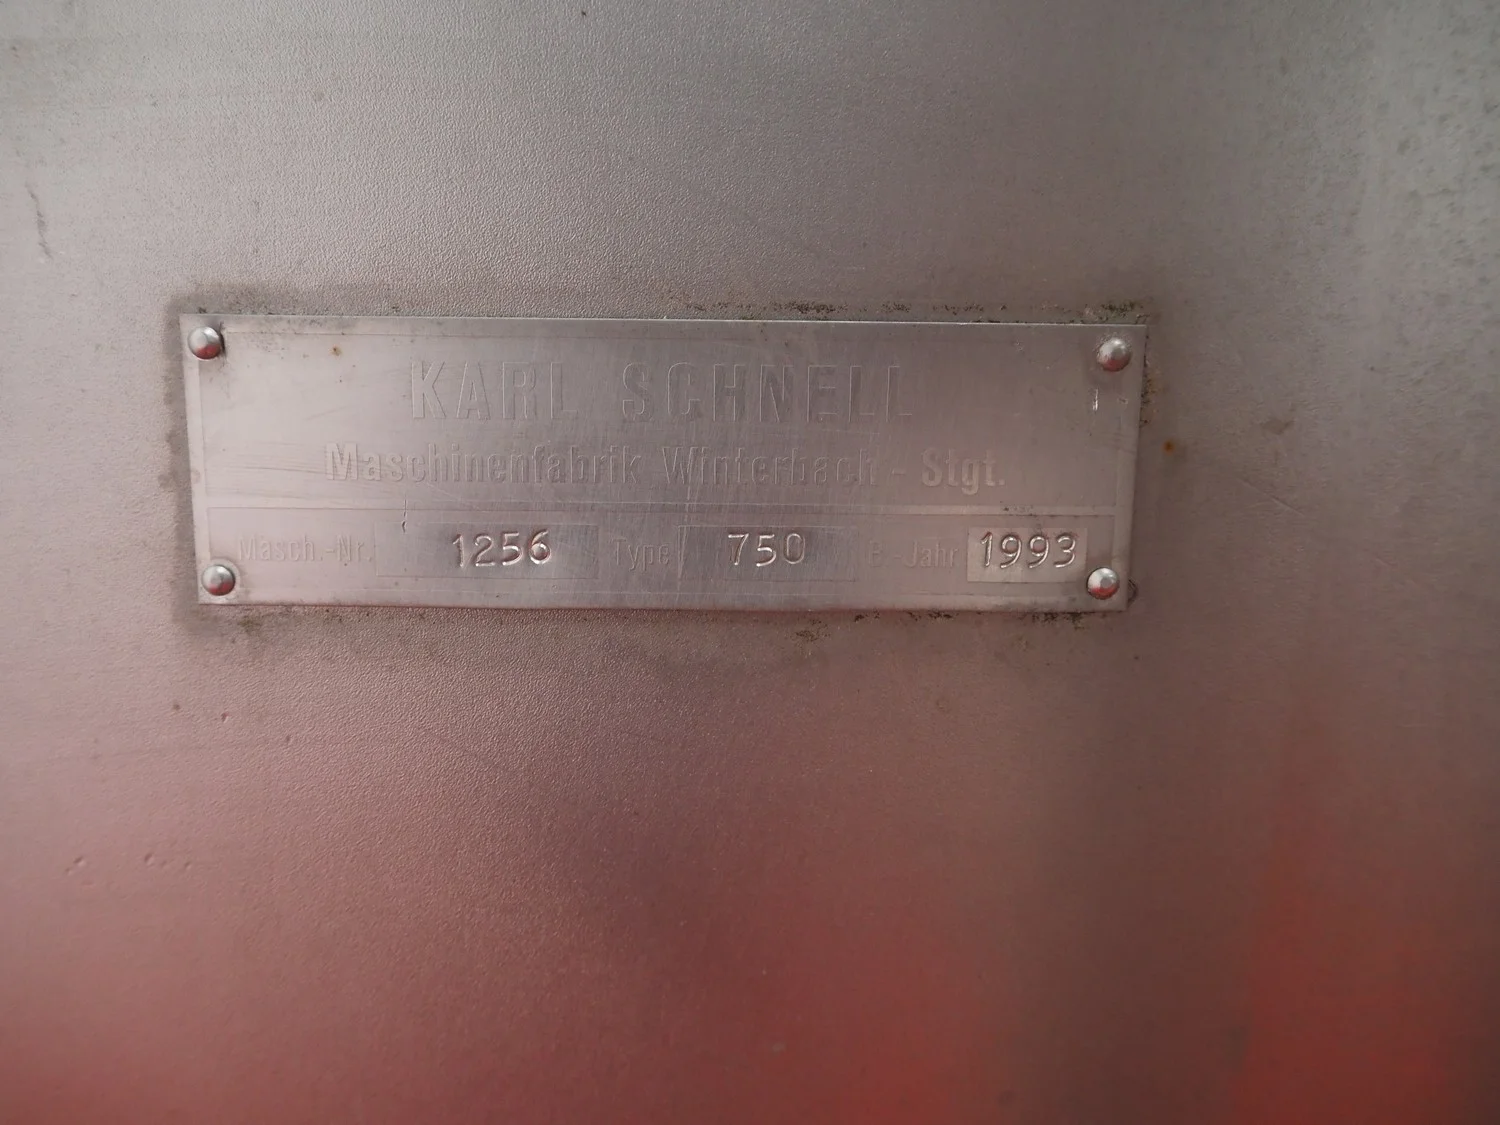 KARL SCHNELL
Maschinenfabrik Winterbach - Stgt.
Masch.-Nr. 1256 Type 750 B-Jahr 1993